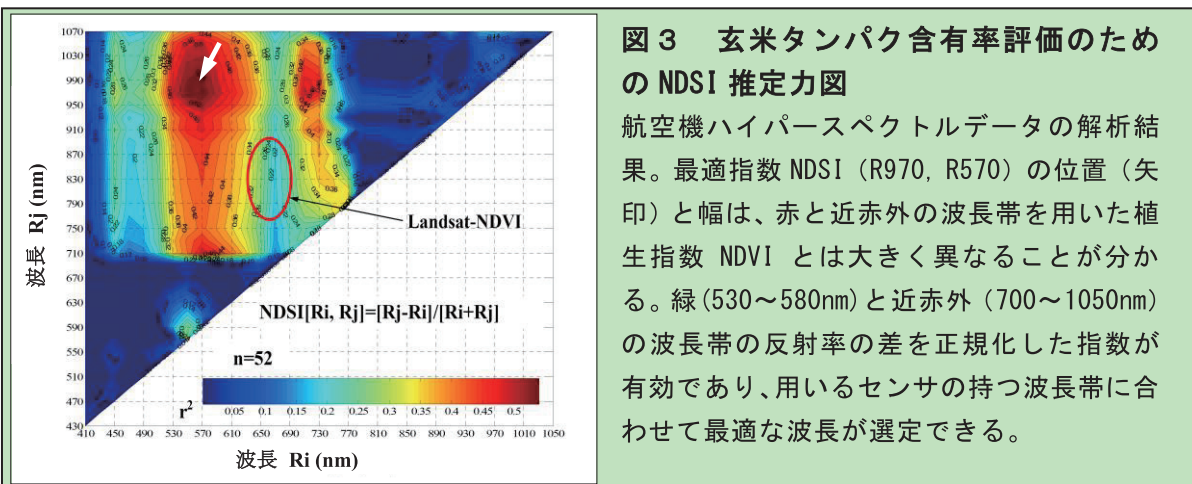 図3 玄米タンパク含有率評価のため
のNDSI推定力図
航空機ハイパースペクトルデータの解析結
果。最適指数NDSI（R970, R570）の位置（矢
印）と幅は、赤と近赤外の波長帯を用いた植
生指数 NDVI とは大きく異なることが分か
る。緑(530～580nm)と近赤外（700～1050nm）
の波長帯の反射率の差を正規化した指数が
有効であり、用いるセンサの持つ波長帯に合
わせて最適な波長が選定できる。
波長 Rj (nm)
1070
1030
990
950
910
870
830
790
750
710
670
630
590
550
510
470
430
Landsat-NDVI
NDSI[Ri, Rj]=[Rj-Ri]/[Ri+Rj]
n=52
r²
0.05 0.1 0.15 0.2 0.25 0.3 0.35 0.4 0.45 0.5
410 450 490 530 570 610 650 690 730 770 810 850 890 930 970 1010 1050
波長 Ri (nm)